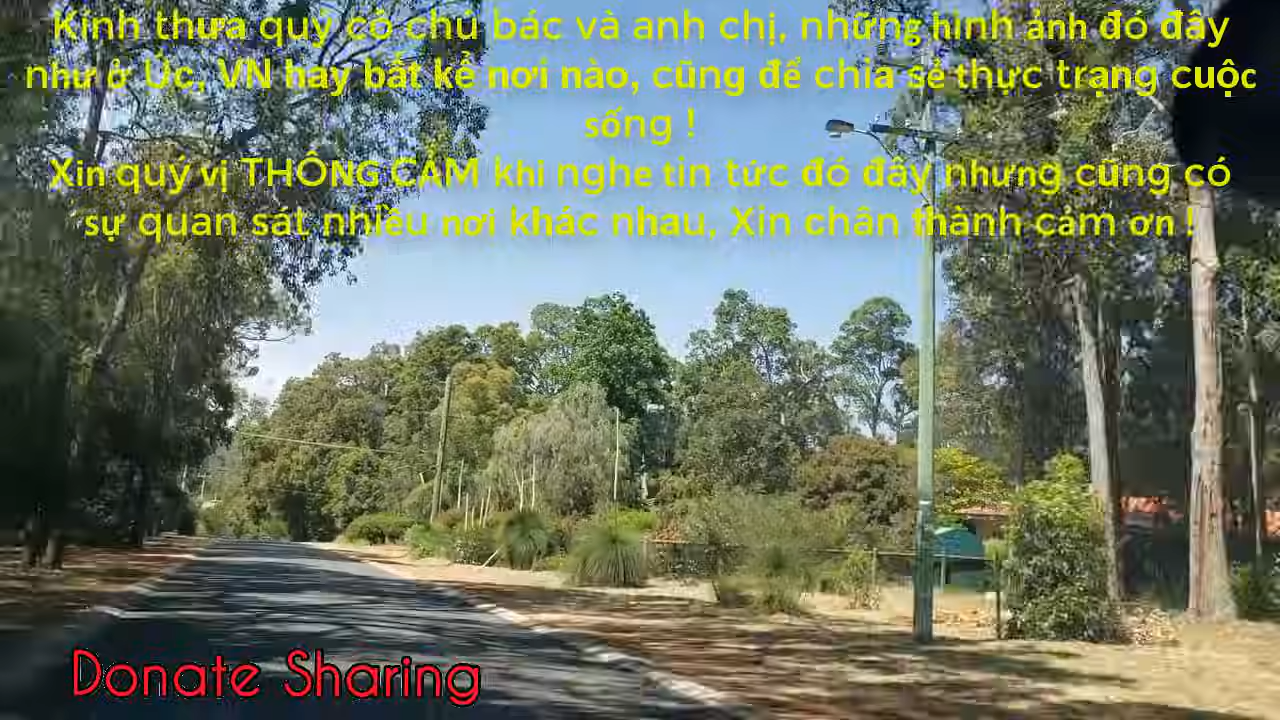 Kính thưa quý cô chú bác và anh chị, những hình ảnh đó đây
như ở Úc, VN hay bất kể nơi nào, cũng để chia sẻ thực trạng cuộc
sống !
Xin quý vị THÔNG CẢM khi nghe tin tức đó đây nhưng cũng có
sự quan sát nhiều nơi khác nhau, Xin chân thành cảm ơn !
Donate Sharing